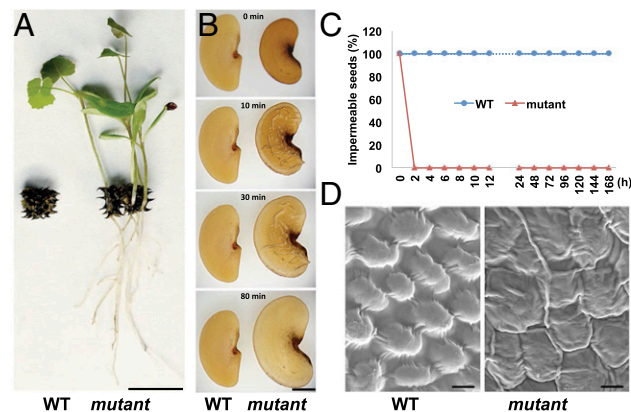 A
WT mutant
B
0 min
10 min
30 min
80 min
WT mutant
C
Impermeable seeds (%)
120
100
80
60
40
20
0
WT mutant
0 2 4 6 8 10 12 24 48 72 96 120 144 168 (h)
D
WT mutant